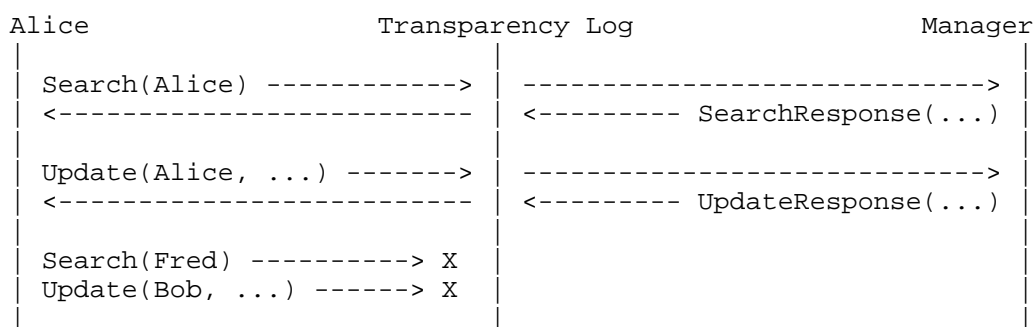 Alice Transparency Log Manager
| | |
| Search(Alice) ------------> | -----------------------------> |
| <-------------------------- | <--------- SearchResponse(...) |
| | |
| Update(Alice, ...) -------> | -----------------------------> |
| <-------------------------- | <--------- UpdateResponse(...) |
| | |
| Search(Fred) ----------> X | |
| Update(Bob, ...) ------> X | |
| | |